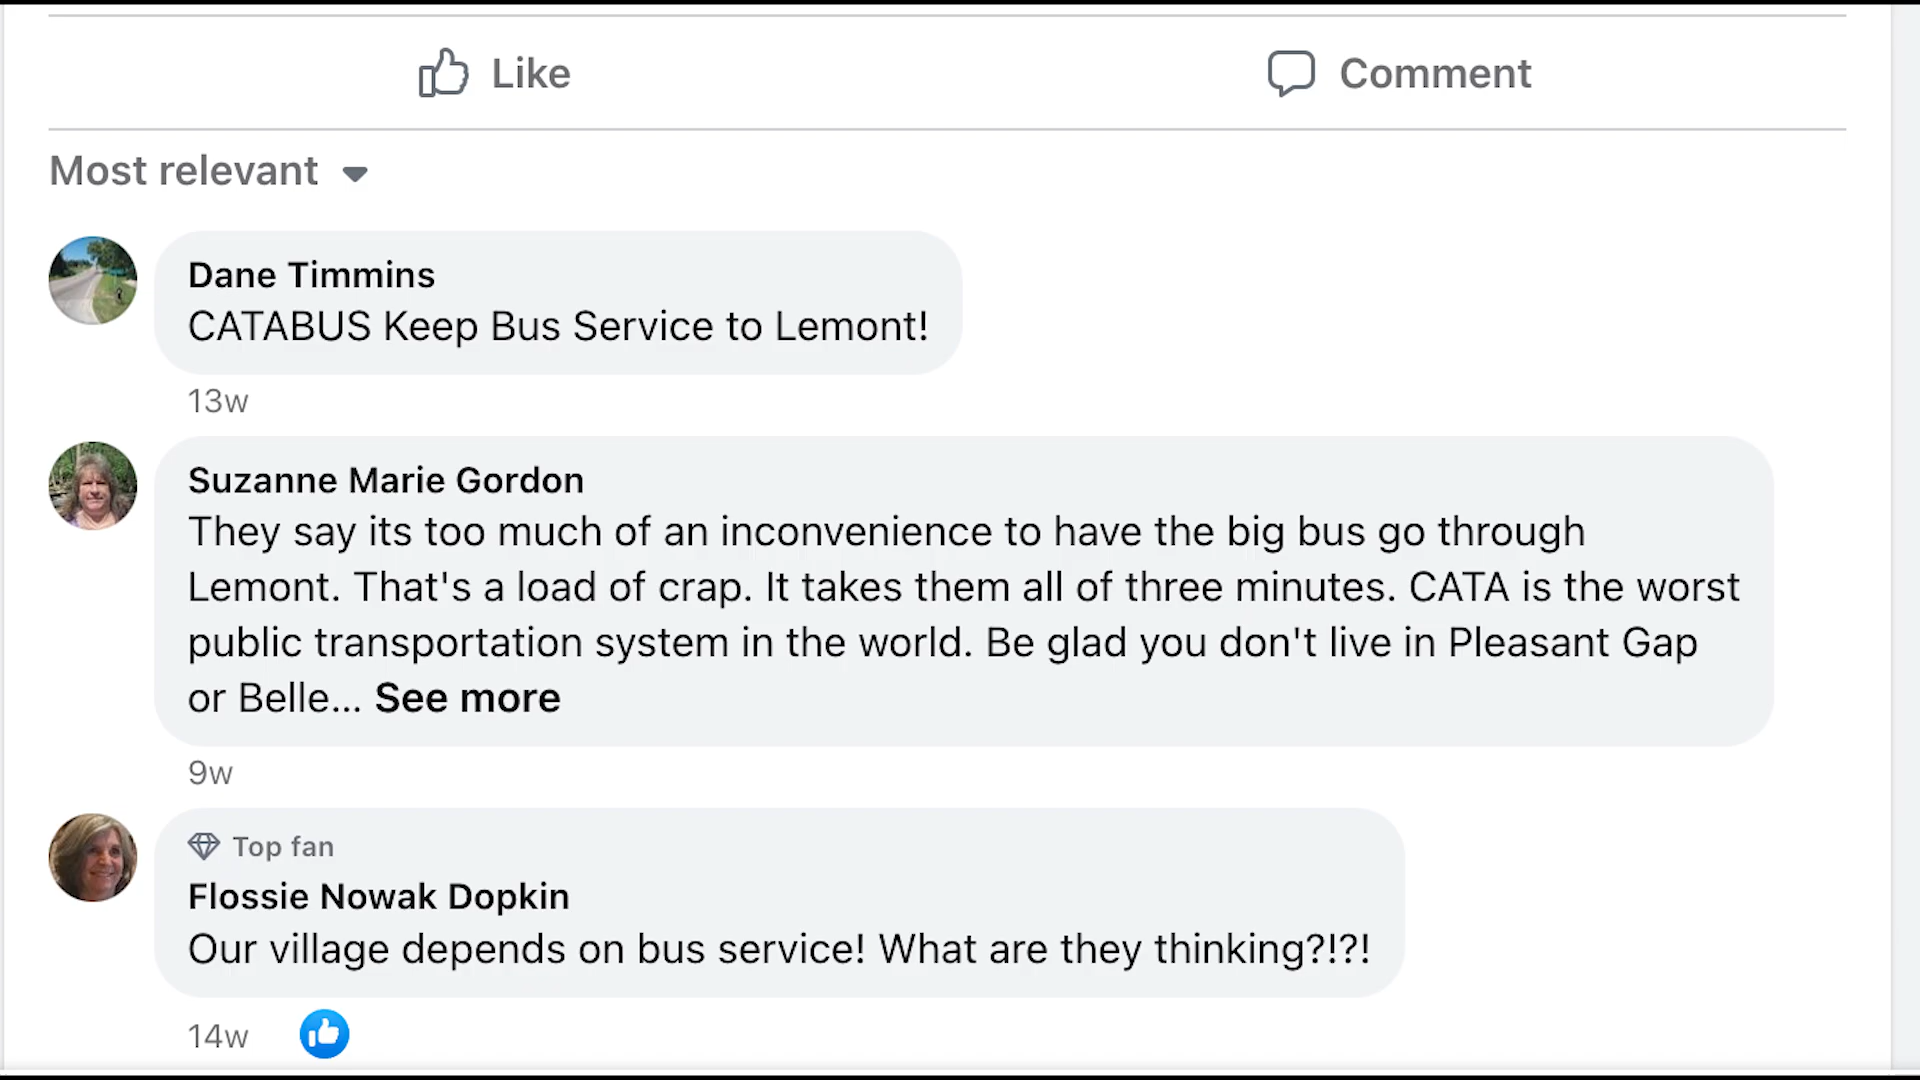 Like
Comment
Most relevant
Dane Timmins
CATABUS Keep Bus Service to Lemont!
13w
Suzanne Marie Gordon
They say its too much of an inconvenience to have the big bus go through
Lemont. That's a load of crap. It takes them all of three minutes. CATA is the worst
public transportation system in the world. Be glad you don't live in Pleasant Gap
or Belle... See more
9w
Top fan
Flossie Nowak Dopkin
Our village depends on bus service! What are they thinking?!?!
14w